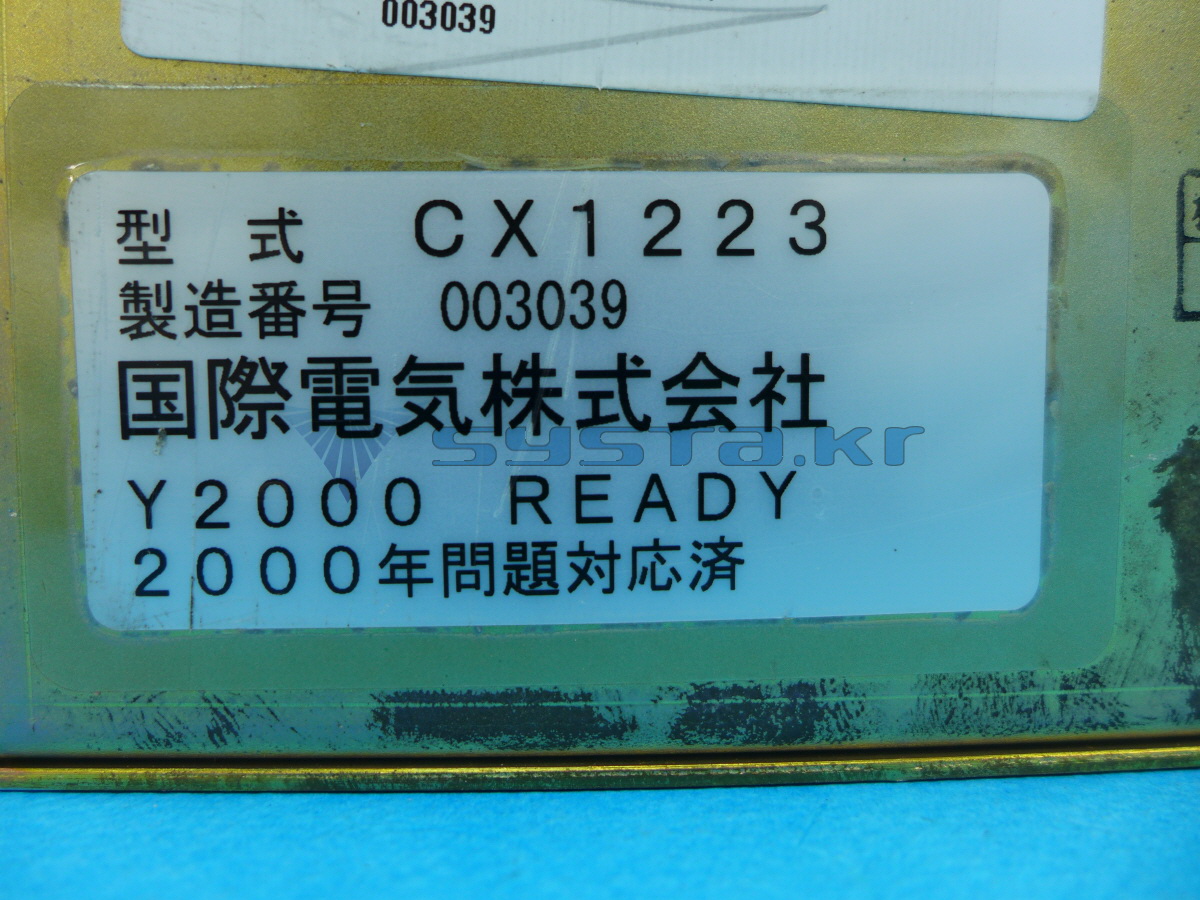 003039
型 式 CX1223
製造番号 003039
国際電気株式会社
systa.kr
Y2000 READY
2000年問題対応済